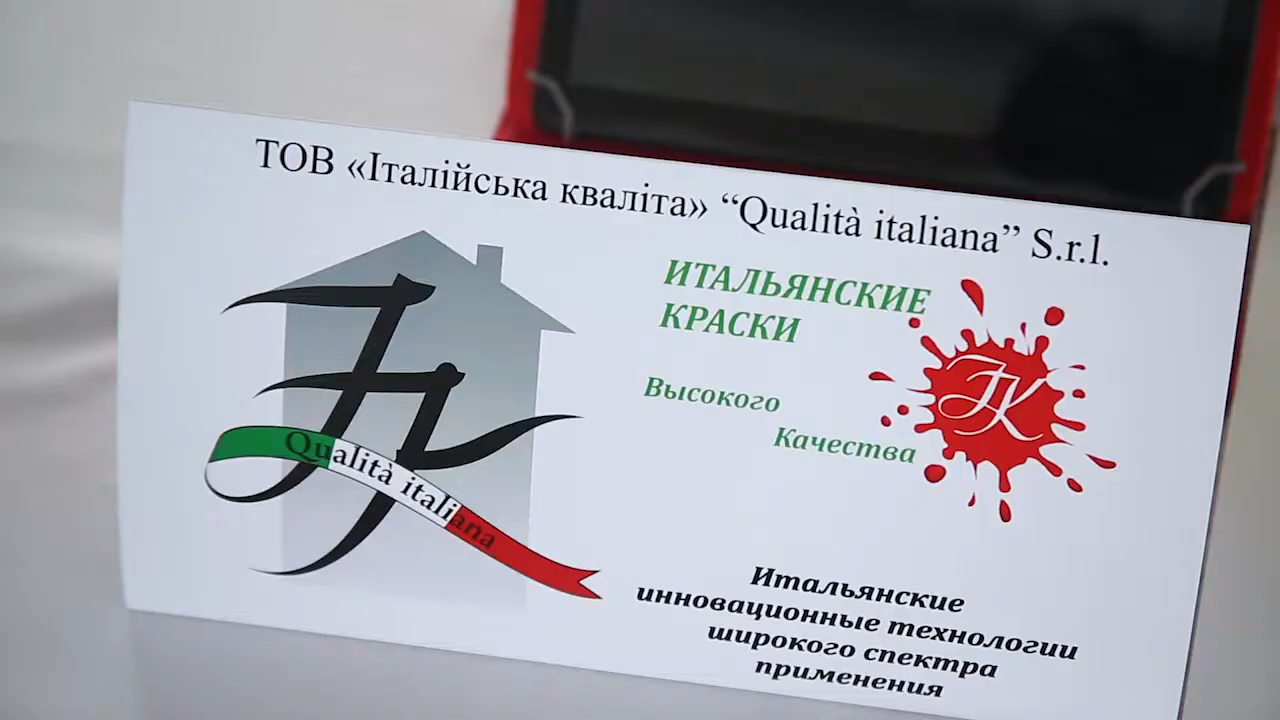 ТОВ «Італійська кваліта» “Qualità italiana” S.r.l.
ИТАЛЬЯНСКИЕ
КРАСКИ
Высокого
Качества
Qualità italiana
Итальянские
инновационные технологии
широкого спектра
применения